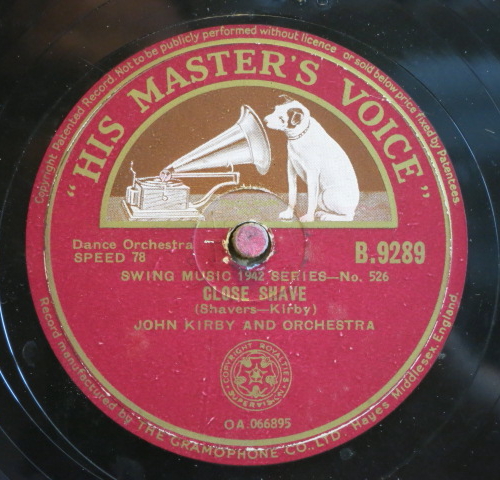 Copyright Patented Record. Not to be publicly performed without licence or sold below price fixed by Patentees.
"HIS MASTER'S VOICE"
Dance Orchestra
SPEED 78
B.9289
SWING MUSIC 1942 SERIES—No. 526
CLOSE SHAVE
(Shavers—Kirby)
JOHN KIRBY AND ORCHESTRA
COPYRIGHT ROYALTIES
OA.066895
Record manufactured by THE GRAMOPHONE CO., LTD. Hayes Middlesex England.